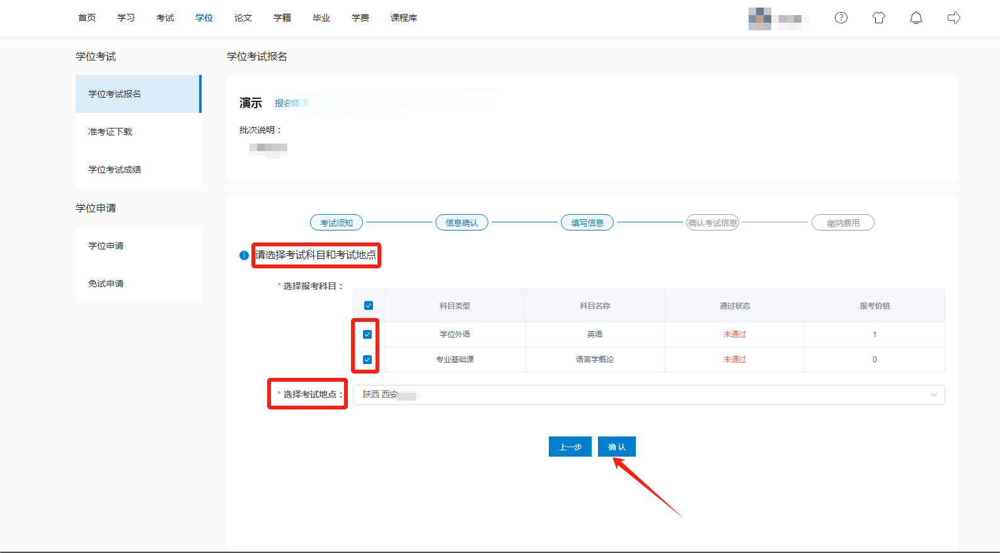 首页 学习 考试 学位 论文 学籍 毕业 学费 课程库
学位考试
学位考试报名
准考证下载
学位考试成绩
学位申请
学位申请
免试申请
学位考试报名
演示 报名
批次说明：
考试须知 信息确认 填写信息 确认考试信息 缴纳费用
请选择考试科目和考试地点
* 选择报考科目：
科目类型 科目名称 通过状态 报考价格
学位外语 英语 未通过 1
专业基础课 语言学概论 未通过 0
* 选择考试地点： 陕西 西安
上一步 确 认